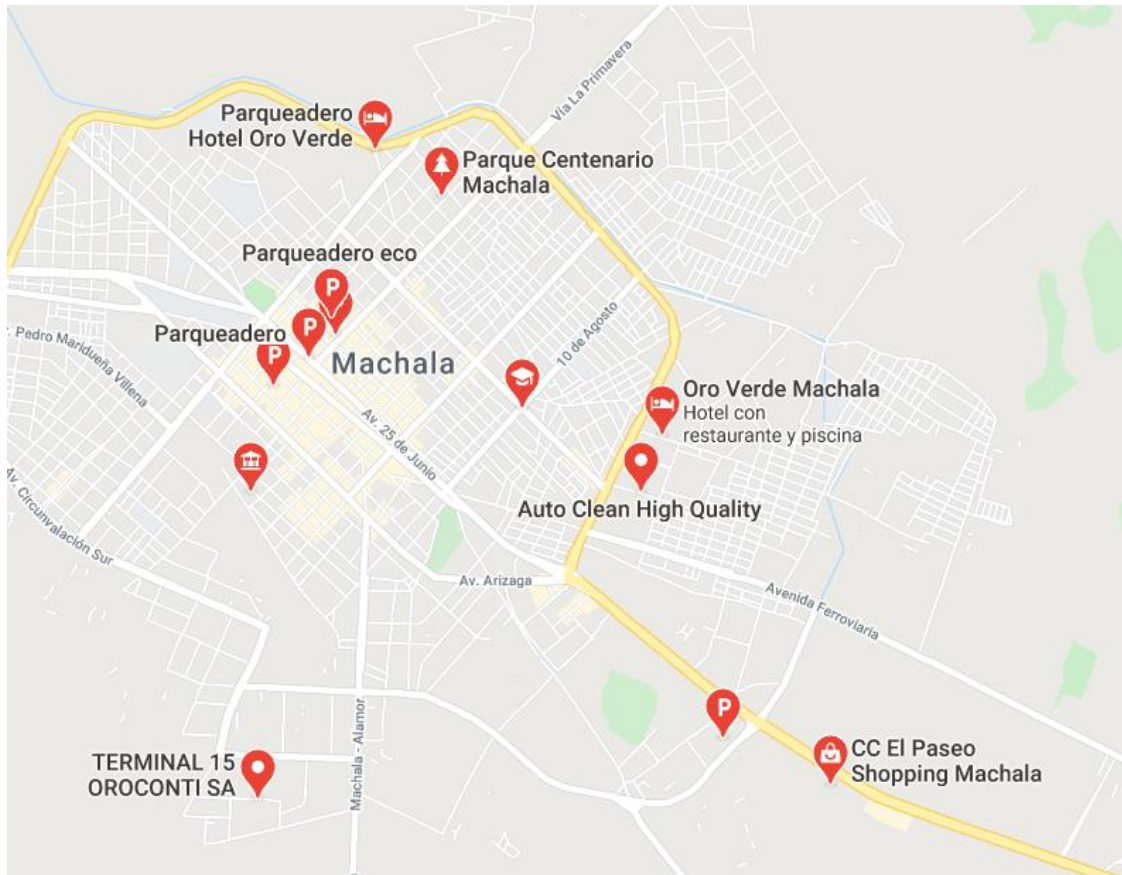 Vía La Primavera
Parqueadero
Hotel Oro Verde
Parque Centenario
Machala
Parqueadero eco
P
P
P
Parqueadero
Pedro Maridueña Villena
Machala
10 de Agosto
Oro Verde Machala
Hotel con
restaurante y piscina
Av. 25 de Junio
Auto Clean High Quality
Av. Circunvalación Sur
Av. Arizaga
Avenida Ferroviaria
P
TERMINAL 15
OROCONTI SA
Machala - Alamor
CC El Paseo
Shopping Machala